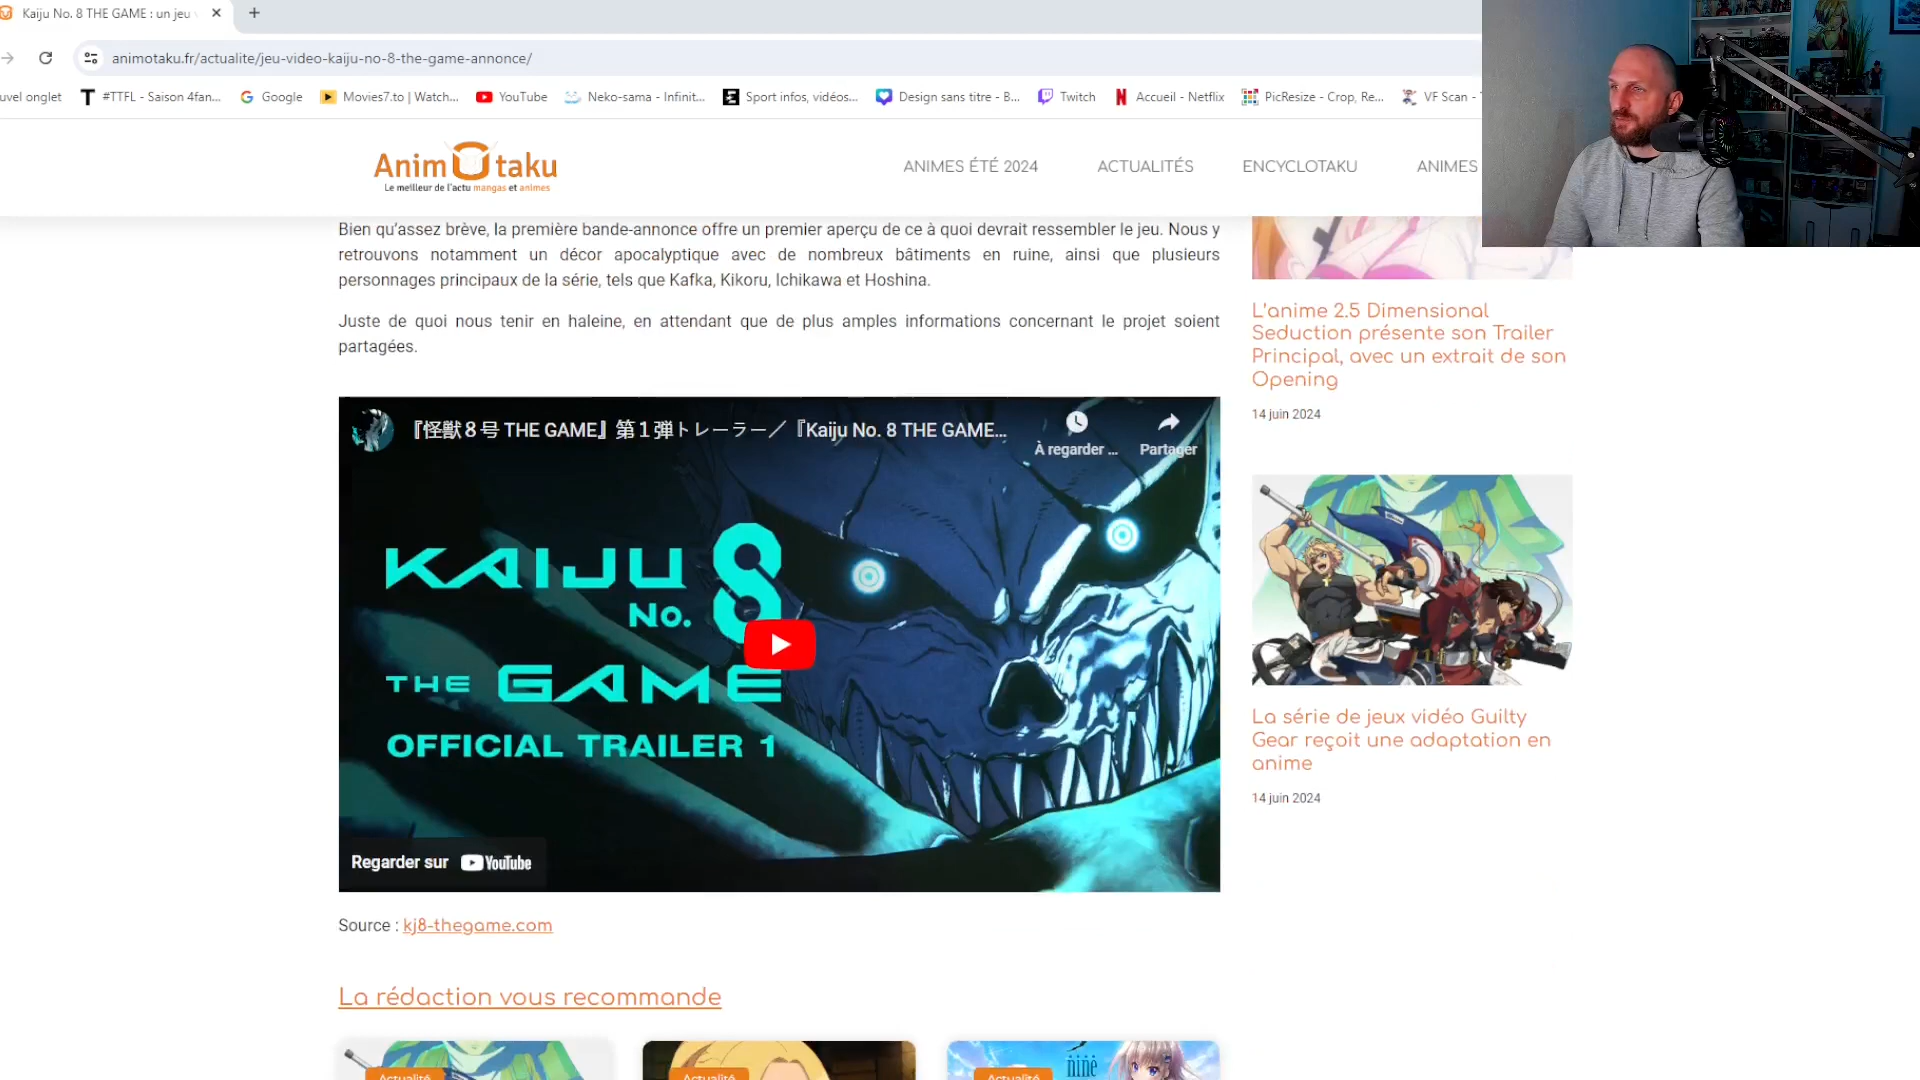 Kaiju No. 8 THE GAME : un jeu
animotaku.fr/actualite/jeu-video-kaiju-no-8-the-game-annonce/
uvel onglet
#TTFL - Saison 4fan...
Google
Movies7.to | Watch...
YouTube
Neko-sama - Infinit...
Sport infos, vidéos...
Design sans titre - B...
Twitch
Accueil - Netflix
PicResize - Crop, Re...
VF Scan -
AnimOtaku
Le meilleur de l'actu mangas et animes
ANIMES ÉTÉ 2024
ACTUALITÉS
ENCYCLOTAKU
ANIMES
Bien qu'assez brève, la première bande-annonce offre un premier aperçu de ce à quoi devrait ressembler le jeu. Nous y
retrouvons notamment un décor apocalyptique avec de nombreux bâtiments en ruine, ainsi que plusieurs
personnages principaux de la série, tels que Kafka, Kikoru, Ichikawa et Hoshina.
Juste de quoi nous tenir en haleine, en attendant que de plus amples informations concernant le projet soient
partagées.
『怪獣８号 THE GAME』第１弾トレーラー／『Kaiju No. 8 THE GAME...
À regarder ...
Partager
KAIJU No. 8
THE GAME
OFFICIAL TRAILER 1
Regarder sur YouTube
Source : kj8-thegame.com
La rédaction vous recommande
Actualité
Actualité
Actualité
nine
L'anime 2.5 Dimensional
Seduction présente son Trailer
Principal, avec un extrait de son
Opening
14 juin 2024
La série de jeux vidéo Guilty
Gear reçoit une adaptation en
anime
14 juin 2024